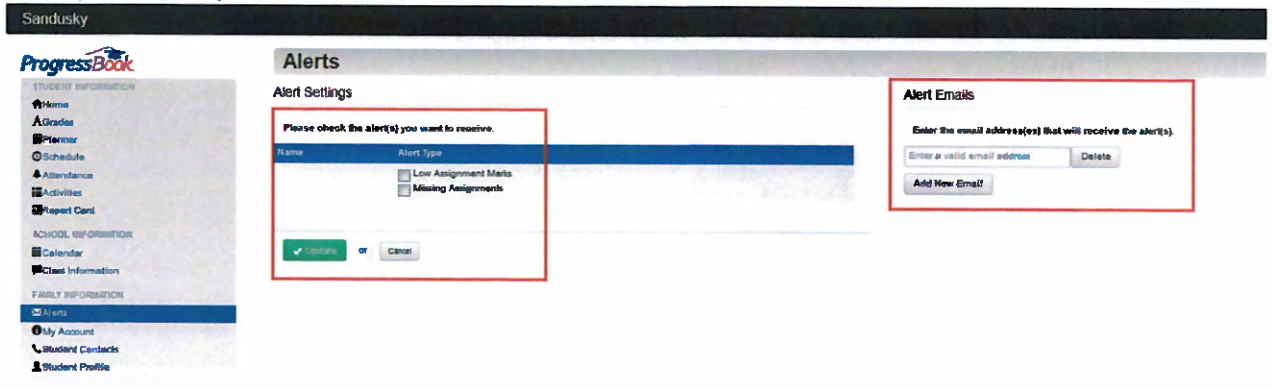 Sandusky
ProgressBook
STUDENT INFORMATION
Home
Grades
Planner
Schedule
Attendance
Activities
Report Card
SCHOOL INFORMATION
Calendar
Class Information
FAMILY INFORMATION
Alerts
My Account
Student Contacts
Student Profile
Alerts
Alert Settings
Please check the alert(s) you want to receive.
Name Alert Type
Low Assignment Marks
Missing Assignments
Update or Cancel
Alert Emails
Enter the email address(es) that will receive the alert(s).
Enter a valid email address Delete
Add New Email